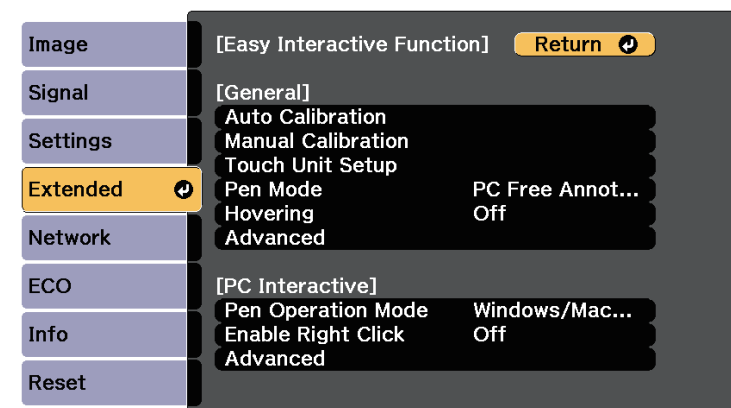 Image
Signal
Settings
Extended
Network
ECO
Info
Reset
[Easy Interactive Function] Return
[General]
Auto Calibration
Manual Calibration
Touch Unit Setup
Pen Mode PC Free Annot...
Hovering Off
Advanced
[PC Interactive]
Pen Operation Mode Windows/Mac...
Enable Right Click Off
Advanced